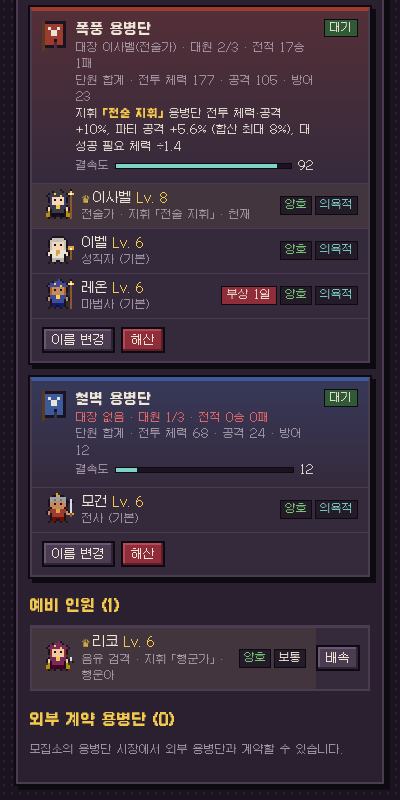 폭풍 용병단 대기
대장 이사벨(전술가) · 대원 2/3 · 전적 17승
1패
단원 합계 · 전투 체력 177 · 공격 105 · 방어
23
지휘 「전술 지휘」 용병단 전투 체력·공격
+10%, 파티 공격 +5.6% (합산 최대 8%), 대
성공 필요 체력 ÷1.4
결속도 92
이사벨 Lv. 8 양호 의욕적
전술가 · 지휘 「전술 지휘」 · 천재
이벨 Lv. 6 양호 의욕적
성직자 (기본)
레온 Lv. 6 부상 1일 양호 의욕적
마법사 (기본)
이름 변경 해산
철벽 용병단 대기
대장 없음 · 대원 1/3 · 전적 0승 0패
단원 합계 · 전투 체력 68 · 공격 24 · 방어
12
결속도 12
모건 Lv. 6 양호 의욕적
전사 (기본)
이름 변경 해산
예비 인원 (1)
리코 Lv. 6 양호 보통 배속
음유 검객 · 지휘 「행군가」 ·
행운아
외부 계약 용병단 (0)
모집소의 용병단 시장에서 외부 용병단과 계약할 수 있습니다.